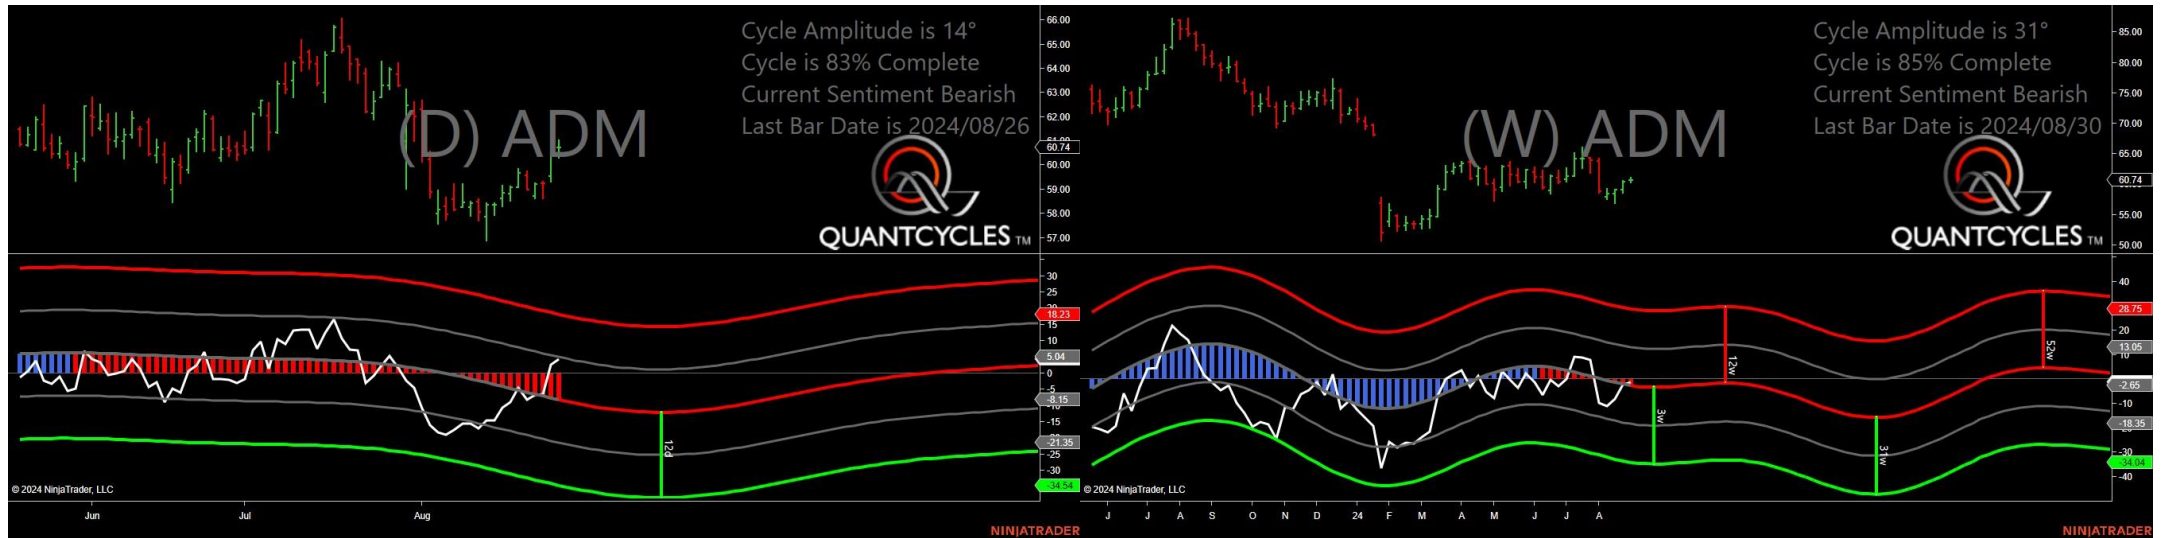 Cycle Amplitude is 14°
Cycle is 83% Complete
Current Sentiment Bearish
Last Bar Date is 2024/08/26
(D) ADM
QUANTCYCLES TM
66.00
65.00
64.00
63.00
62.00
61.00
60.74
60.00
59.00
58.00
57.00
30
25
18.23
15
10
5.04
0
-5
-8.15
-15
-21.35
-25
-30
-34.54
12d
© 2024 NinjaTrader, LLC
Jun Jul Aug
NINJATRADER
Cycle Amplitude is 31°
Cycle is 85% Complete
Current Sentiment Bearish
Last Bar Date is 2024/08/30
(W) ADM
QUANTCYCLES TM
85.00
80.00
75.00
70.00
65.00
60.74
55.00
50.00
40
28.75
20
13.05
-2.65
-10
-18.35
-30
-34.04
-40
3w
12w
31w
52w
© 2024 NinjaTrader, LLC
J J A S O N D 24 F M A M J J A
NINJATRADER